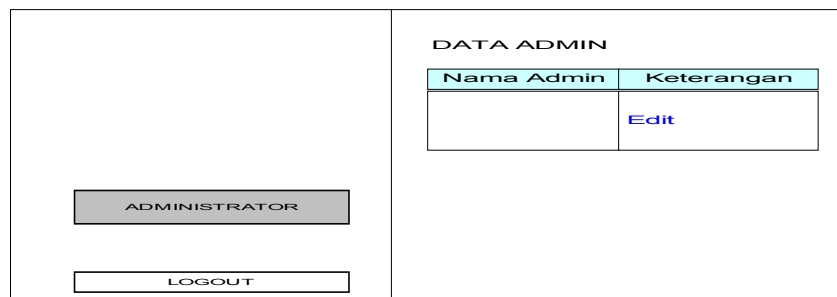 DATA ADMIN
Nama Admin Keterangan
Edit
ADMINISTRATOR
LOGOUT